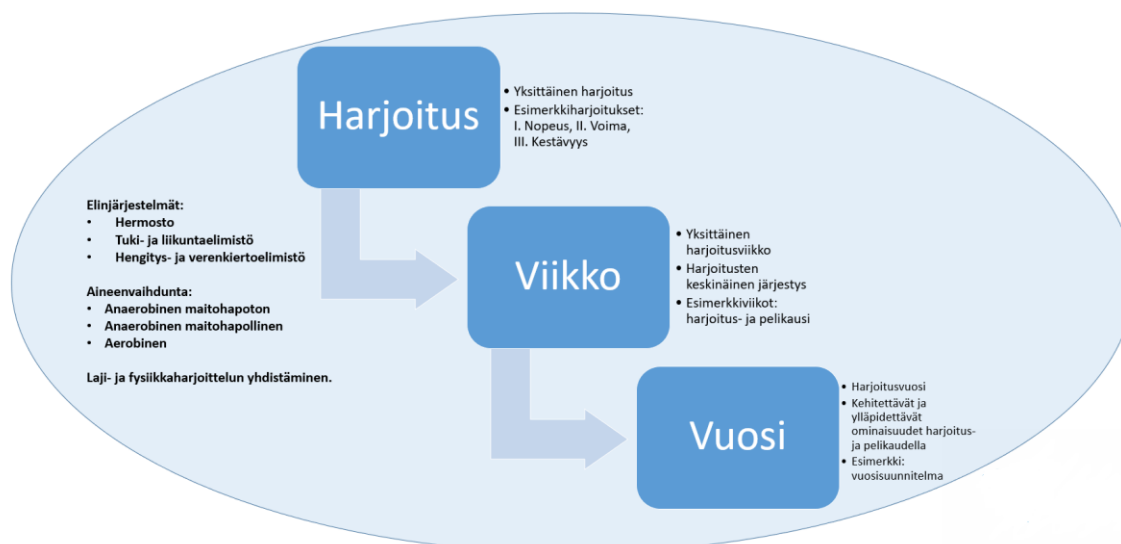 Harjoitus
• Yksittäinen harjoitus
• Esimerkkiharjoitukset:
I. Nopeus, II. Voima,
III. Kestävyys
Elinjärjestelmät:
• Hermosto
• Tuki- ja liikuntaelimistö
• Hengitys- ja verenkiertoelimistö
Aineenvaihdunta:
• Anaerobinen maitohapoton
• Anaerobinen maitohapollinen
• Aerobinen
Laji- ja fysiikkaharjoittelun yhdistäminen.
Viikko
• Yksittäinen
harjoitusviikko
• Harjoitusten
keskinäinen järjestys
• Esimerkkiviikot:
harjoitus- ja pelikausi
Vuosi
• Harjoitusvuosi
• Kehitettävät ja
ylläpidettävät
ominaisuudet harjoitus-
ja pelikaudella
• Esimerkki:
vuosisuunnitelma